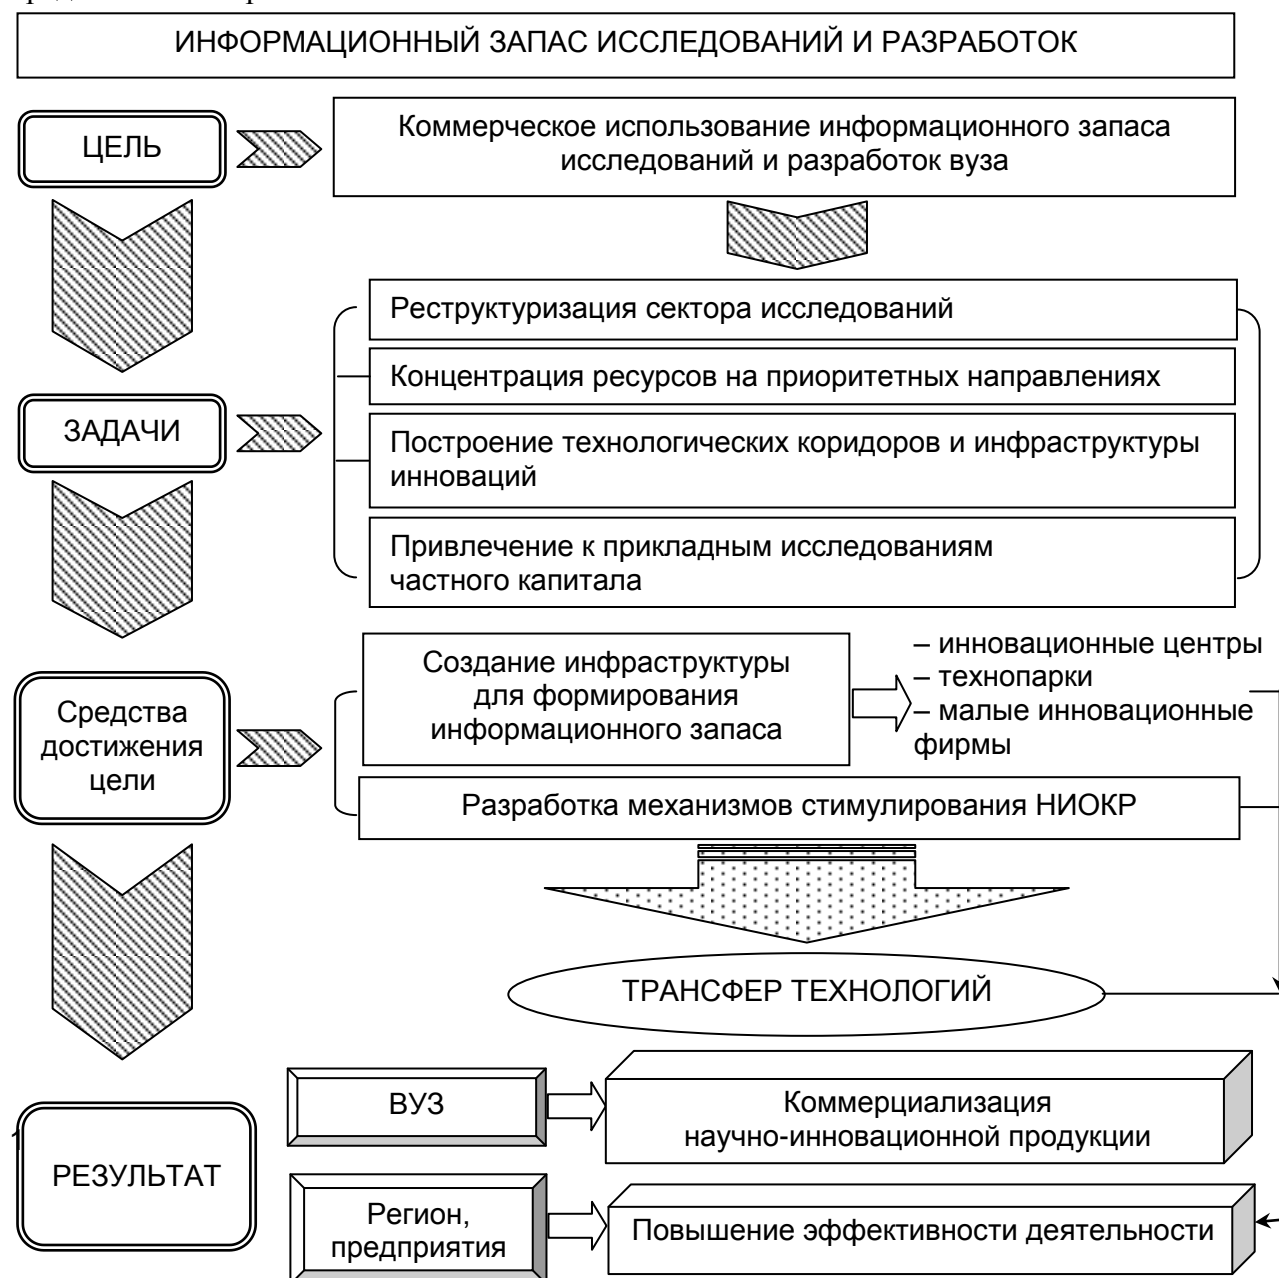 ИНФОРМАЦИОННЫЙ ЗАПАС ИССЛЕДОВАНИЙ И РАЗРАБОТОК
ЦЕЛЬ
Коммерческое использование информационного запаса
исследований и разработок вуза
ЗАДАЧИ
Реструктуризация сектора исследований
Концентрация ресурсов на приоритетных направлениях
Построение технологических коридоров и инфраструктуры
инноваций
Привлечение к прикладным исследованиям
частного капитала
Средства
достижения
цели
Создание инфраструктуры
для формирования
информационного запаса
– инновационные центры
– технопарки
– малые инновационные
фирмы
Разработка механизмов стимулирования НИОКР
ТРАНСФЕР ТЕХНОЛОГИЙ
РЕЗУЛЬТАТ
ВУЗ
Коммерциализация
научно-инновационной продукции
Регион,
предприятия
Повышение эффективности деятельности